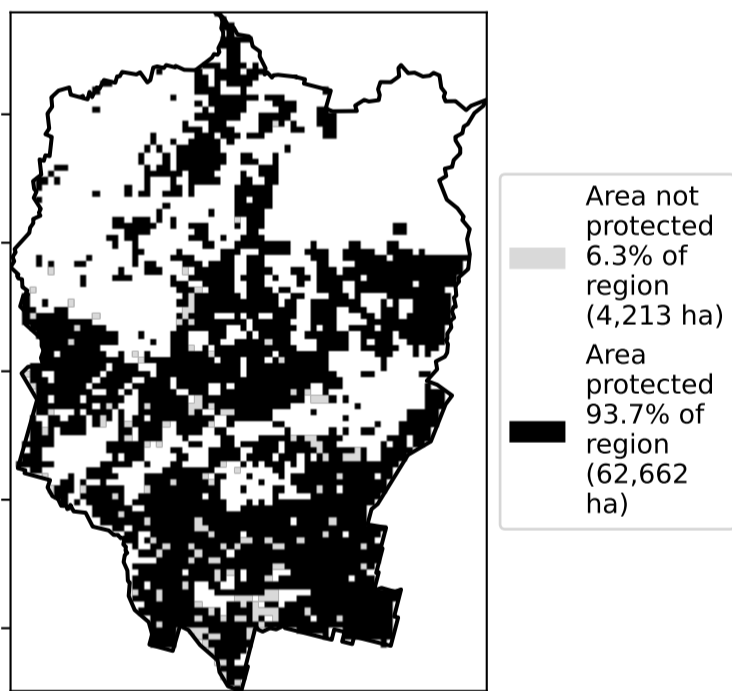 Area not
protected
6.3% of
region
(4,213 ha)
Area
protected
93.7% of
region
(62,662
ha)